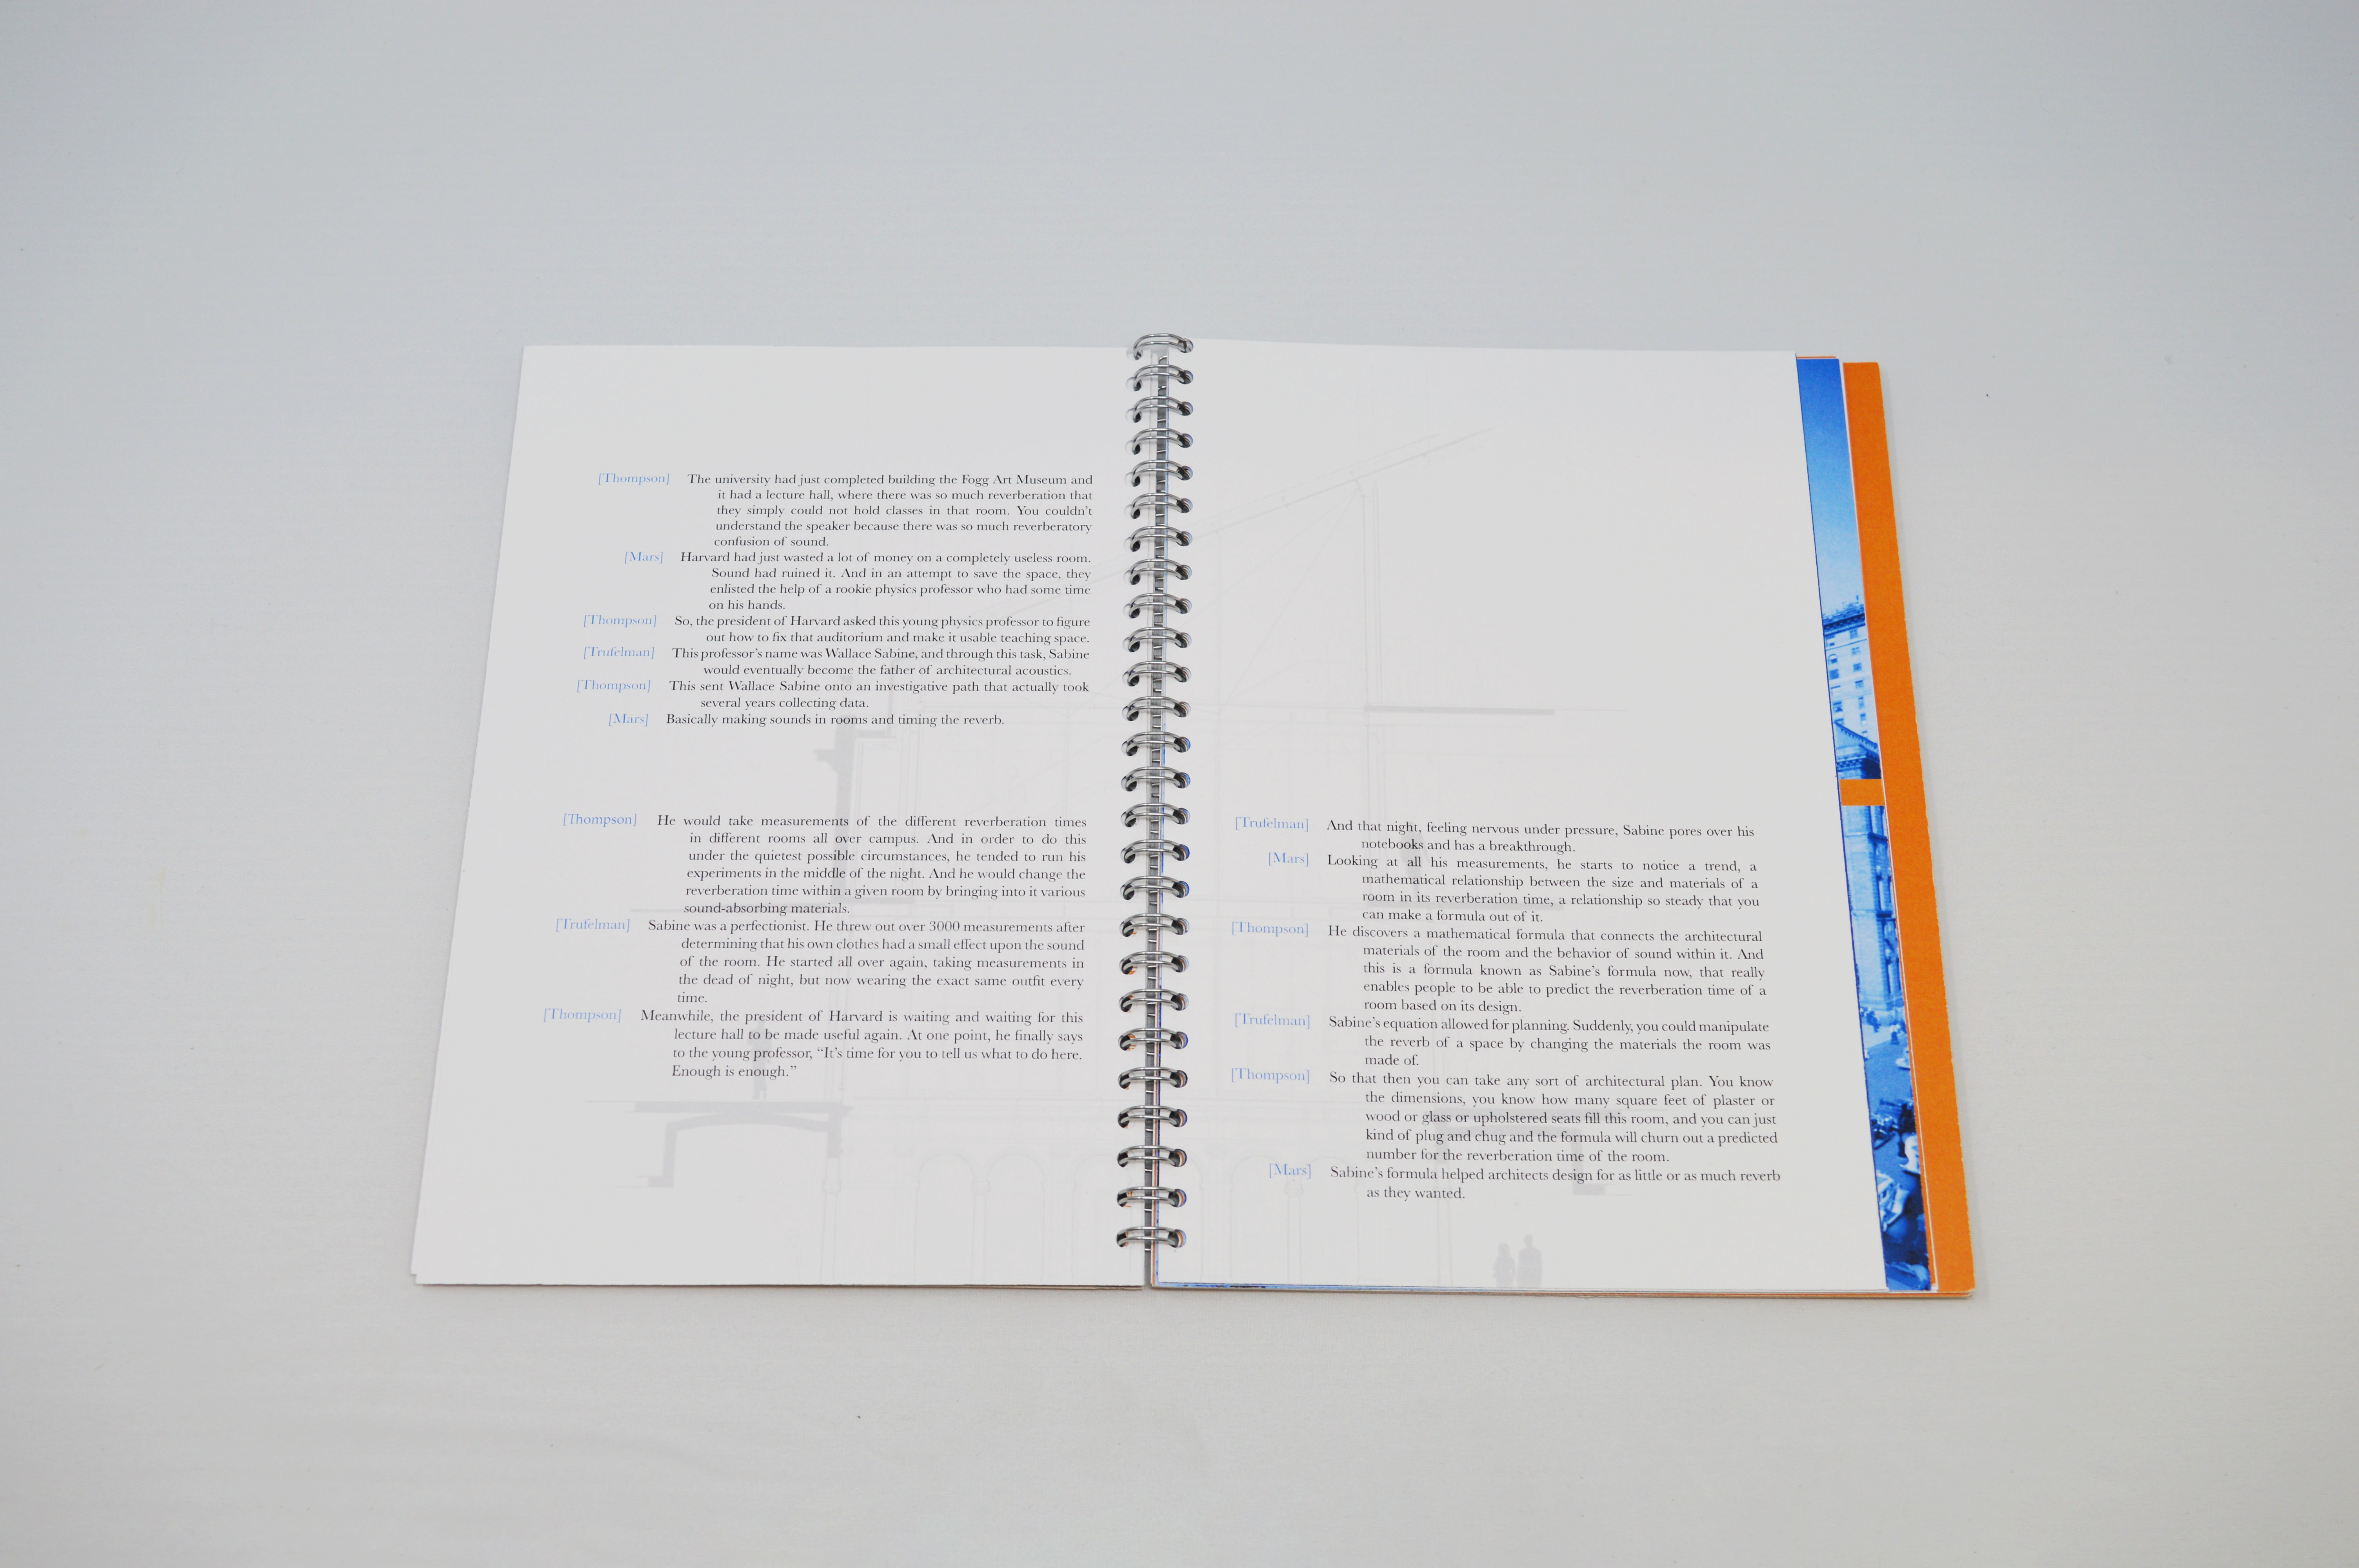 [Thompson] The university had just completed building the Fogg Art Museum and
it had a lecture hall, where there was so much reverberation that
they simply could not hold classes in that room. You couldn't
understand the speaker because there was so much reverberatory
confusion of sound.
[Mars] Harvard had just wasted a lot of money on a completely useless room.
Sound had ruined it. And in an attempt to save the space, they
enlisted the help of a rookie physics professor who had some time
on his hands.
[Thompson] So, the president of Harvard asked this young physics professor to figure
out how to fix that auditorium and make it usable teaching space.
[Trufelman] This professor's name was Wallace Sabine, and through this task, Sabine
would eventually become the father of architectural acoustics.
[Thompson] This sent Wallace Sabine onto an investigative path that actually took
several years collecting data.
[Mars] Basically making sounds in rooms and timing the reverb.
[Thompson] He would take measurements of the different reverberation times
in different rooms all over campus. And in order to do this
under the quietest possible circumstances, he tended to run his
experiments in the middle of the night. And he would change the
reverberation time within a given room by bringing into it various
sound-absorbing materials.
[Trufelman] Sabine was a perfectionist. He threw out over 3000 measurements after
determining that his own clothes had a small effect upon the sound
of the room. He started all over again, taking measurements in
the dead of night, but now wearing the exact same outfit every
time.
[Thompson] Meanwhile, the president of Harvard is waiting and waiting for this
lecture hall to be made useful again. At one point, he finally says
to the young professor, “It's time for you to tell us what to do here.
Enough is enough.”
[Trufelman] And that night, feeling nervous under pressure, Sabine pores over his
notebooks and has a breakthrough.
[Mars] Looking at all his measurements, he starts to notice a trend, a
mathematical relationship between the size and materials of a
room in its reverberation time, a relationship so steady that you
can make a formula out of it.
[Thompson] He discovers a mathematical formula that connects the architectural
materials of the room and the behavior of sound within it. And
this is a formula known as Sabine's formula now, that really
enables people to be able to predict the reverberation time of a
room based on its design.
[Trufelman] Sabine's equation allowed for planning. Suddenly, you could manipulate
the reverb of a space by changing the materials the room was
made of.
[Thompson] So that then you can take any sort of architectural plan. You know
the dimensions, you know how many square feet of plaster or
wood or glass or upholstered seats fill this room, and you can just
kind of plug and chug and the formula will churn out a predicted
number for the reverberation time of the room.
[Mars] Sabine's formula helped architects design for as little or as much reverb
as they wanted.